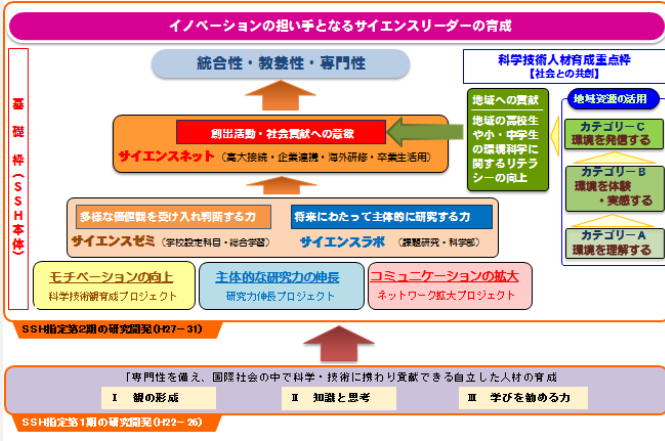 イノベーションの担い手となるサイエンスリーダーの育成
統合性・教養性・専門性
科学技術人材育成重点枠
【社会との共創】
基礎枠(SSH本体)
地域への貢献
地域の高校生
や小・中学生
の環境科学に
関するリテラ
シーの向上
地域資源の活用
カテゴリーC
環境を発信する
カテゴリーB
環境を体験
・実感する
カテゴリーA
環境を理解する
創出活動・社会貢献への意欲
サイエンスネット(高大接続・企業連携・海外研修・卒業生活用)
多様な価値観を受け入れ判断する力
将来にわたって主体的に研究する力
サイエンスゼミ(学校設定科目・総合学習)
サイエンスラボ(課題研究・科学部)
モチベーションの向上
科学技術観育成プロジェクト
主体的な研究力の伸長
研究力伸長プロジェクト
コミュニケーションの拡大
ネットワーク拡大プロジェクト
SSH指定第2期の研究開発(H27-31)
「専門性を備え、国際社会の中で科学・技術に携わり貢献できる自立した人材の育成
Ⅰ 観の形成
Ⅱ 知識と思考
Ⅲ 学びを勧める力
SSH指定第1期の研究開発(H22-26)